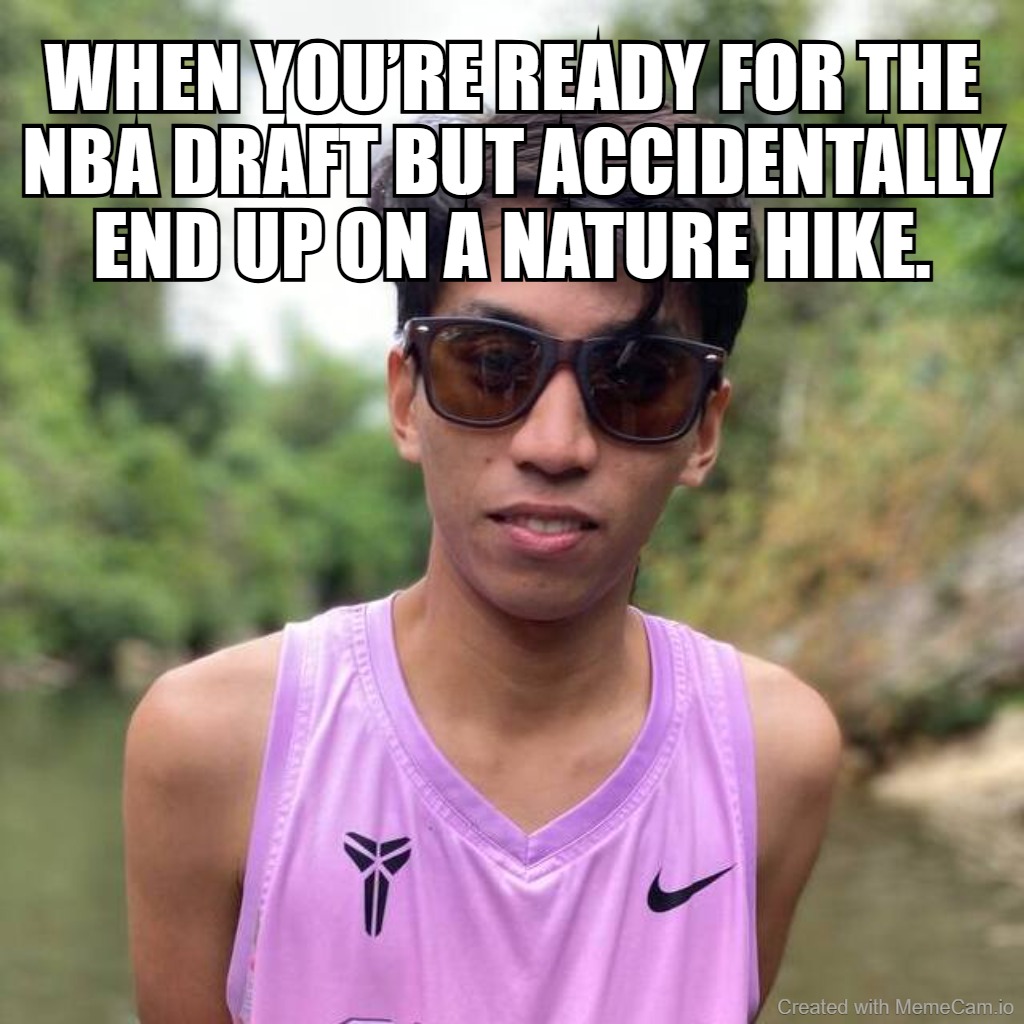 WHEN YOU’RE READY FOR THE
NBA DRAFT BUT ACCIDENTALLY
END UP ON A NATURE HIKE.
Created with MemeCam.io